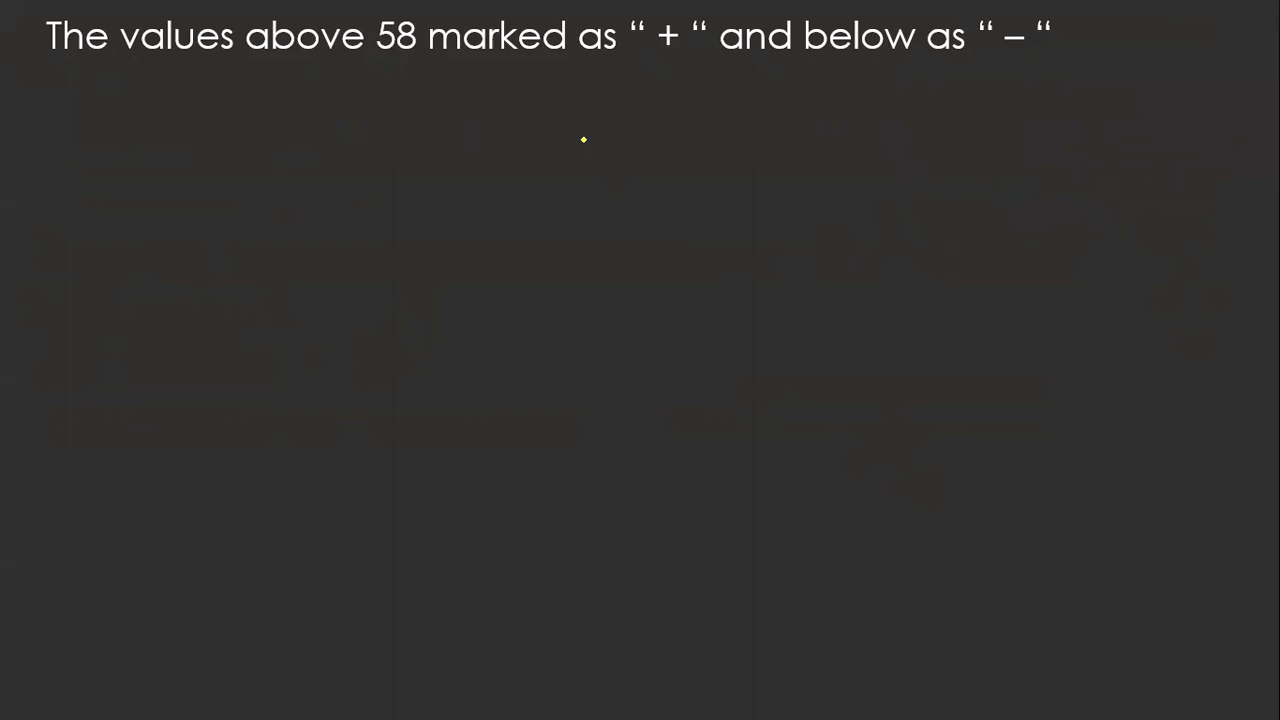 The values above 58 marked as “ + “ and below as “ – “